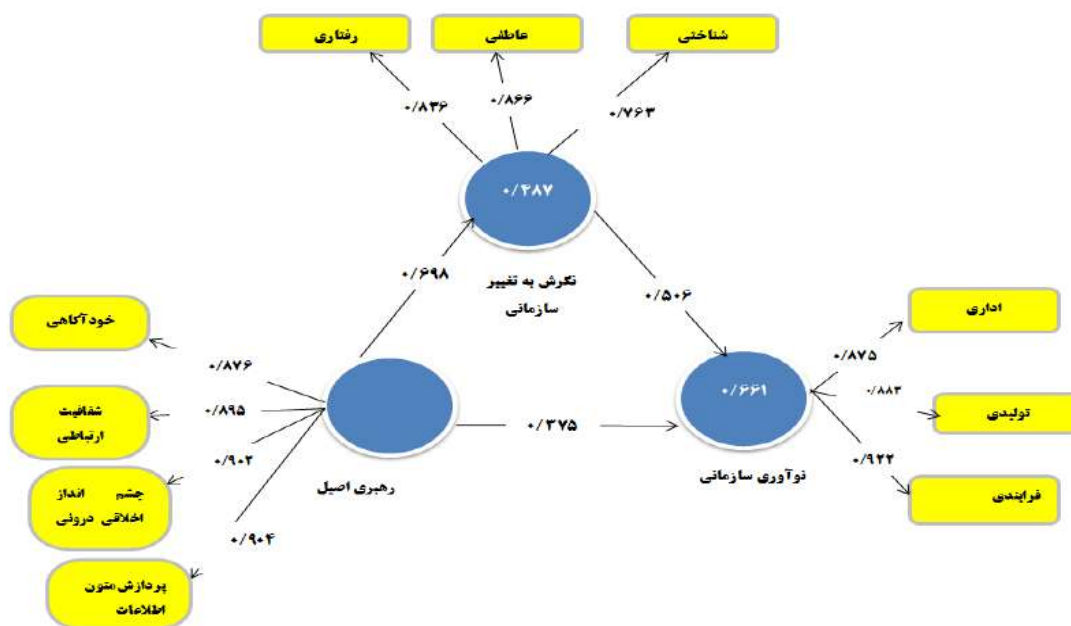 رفتاری
عاطفی
شناختی
۰/۸۳۶
۰/۸۶۶
۰/۷۶۳
۰/۴۸۷
نگرش به تغییر
سازمانی
۰/۶۹۸
۰/۵۰۶
خودآگاهی
شفافیت
ارتباطی
چشم انداز
اخلاقی درونی
پردازش متون
اطلاعات
۰/۸۷۶
۰/۸۹۵
۰/۹۰۲
۰/۹۰۴
رهبری اصیل
۰/۳۷۵
۰/۶۶۱
نوآوری سازمانی
۰/۸۷۵
۰/۸۸۳
۰/۹۲۲
اداری
تولیدی
فرایندی